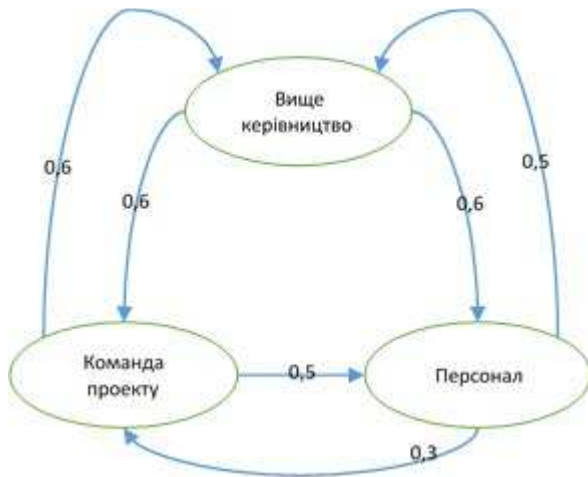 Вище
керівництво
0,6
0,5
0,6
0,6
Команда
проекту
0,5
Персонал
0,3